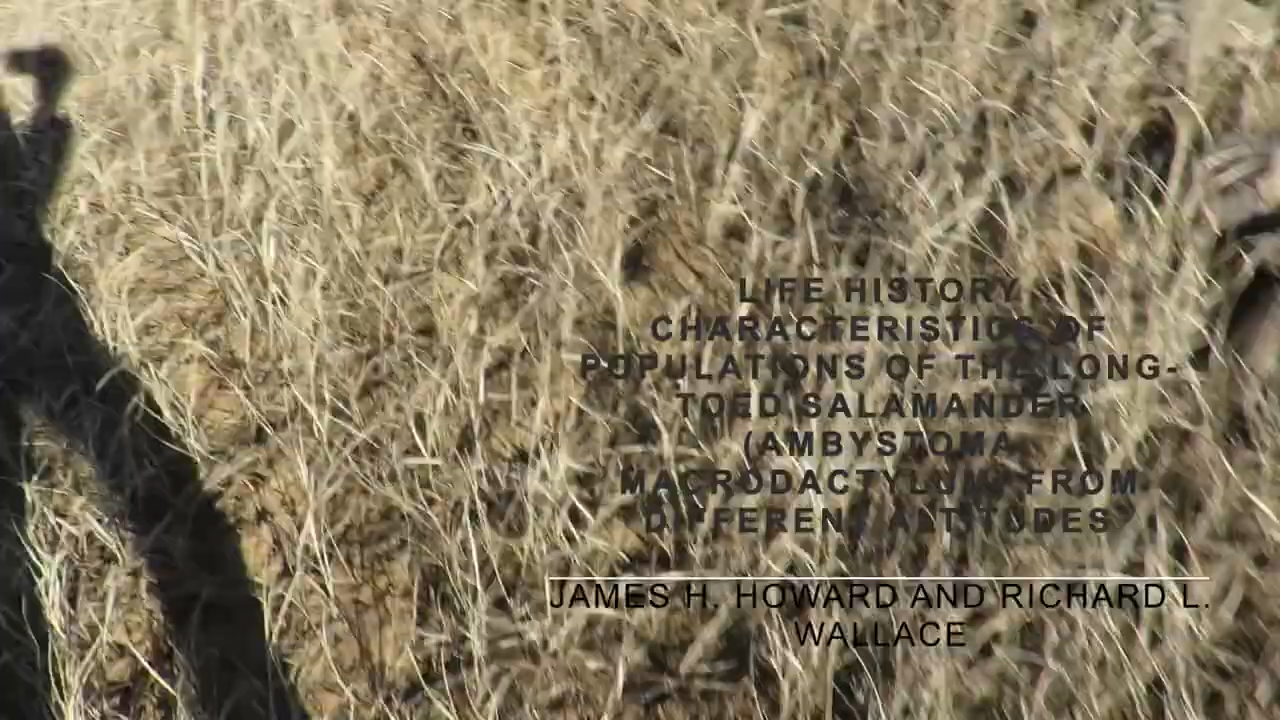 LIFE HISTORY
CHARACTERISTICS OF
POPULATIONS OF THE LONG-
TOED SALAMANDER
(AMBYSTOMA
MACRODACTYLUM) FROM
DIFFERENT ALTITUDES
JAMES H. HOWARD AND RICHARD L.
WALLACE